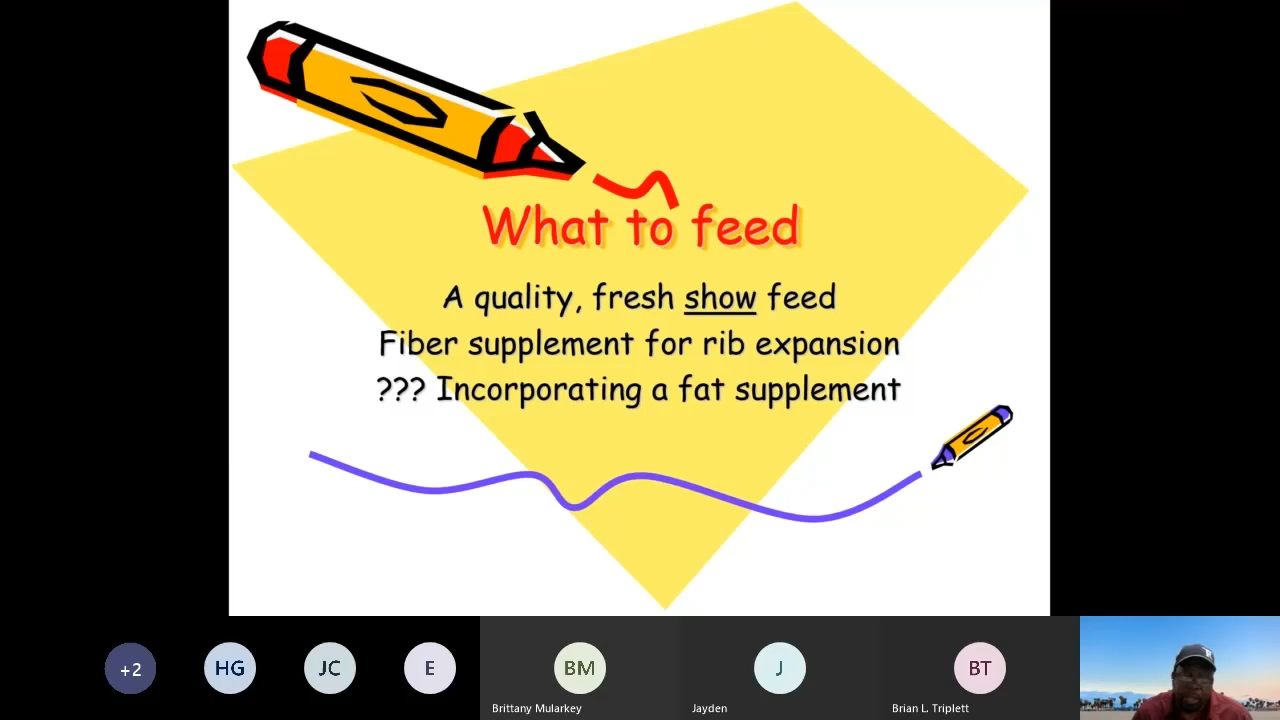 What to feed
A quality, fresh show feed
Fiber supplement for rib expansion
??? Incorporating a fat supplement
+2
HG
JC
E
BM
J
BT
Brittany Mularkey
Jayden
Brian L. Triplett